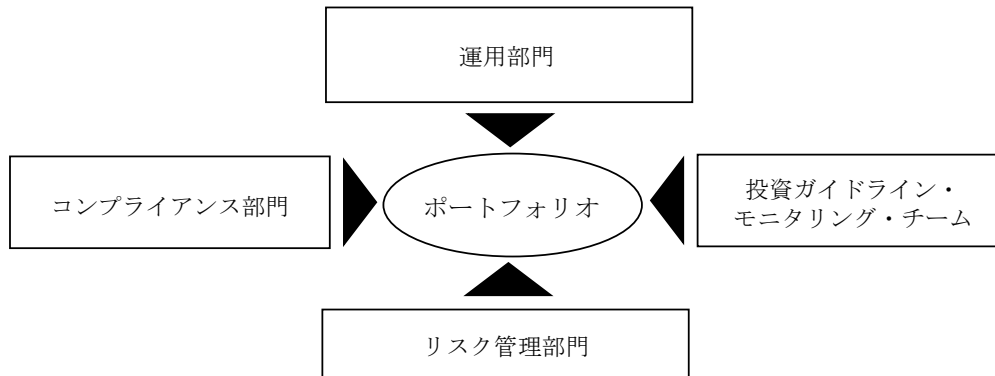 運用部門
コンプライアンス部門
ポートフォリオ
投資ガイドライン・
モニタリング・チーム
リスク管理部門